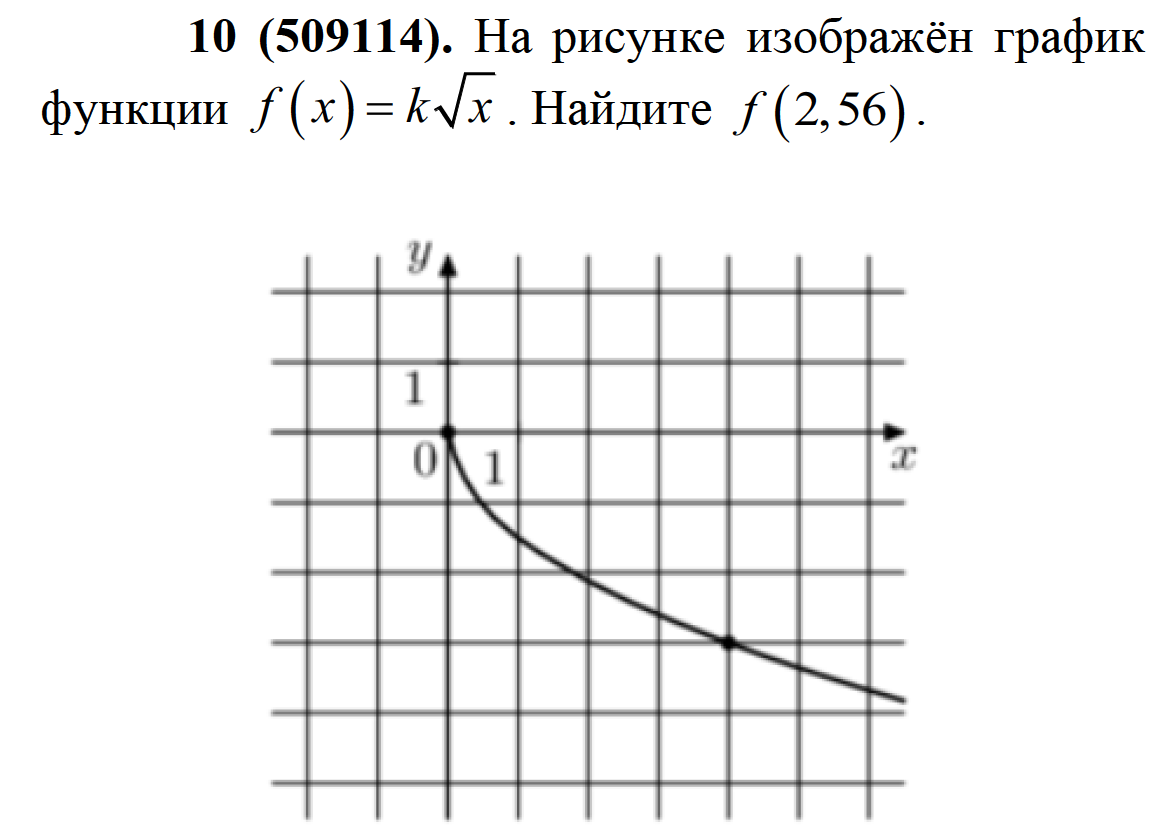 10 (509114). На рисунке изображён график
функции f(x) = k√x. Найдите f(2,56).
y
1
0
1
x